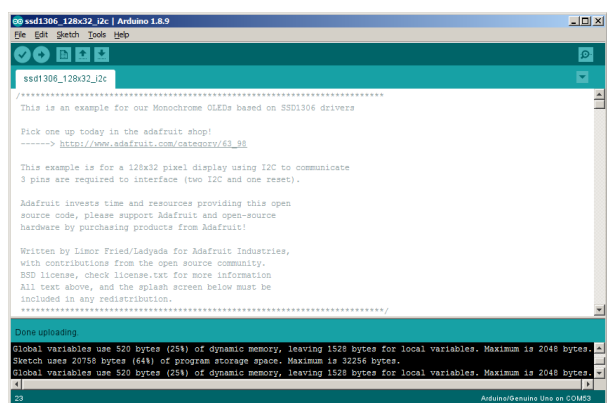 ssd1306_128x32_i2c | Arduino 1.8.9
File Edit Sketch Tools Help
ssd1306_128x32_i2c
/**************************************************************************
This is an example for our Monochrome OLEDs based on SSD1306 drivers
Pick one up today in the adafruit shop!
------> http://www.adafruit.com/category/63_98
This example is for a 128x32 pixel display using I2C to communicate
3 pins are required to interface (two I2C and one reset).
Adafruit invests time and resources providing this open
source code, please support Adafruit and open-source
hardware by purchasing products from Adafruit!
Written by Limor Fried/Ladyada for Adafruit Industries,
with contributions from the open source community.
BSD license, check license.txt for more information
All text above, and the splash screen below must be
included in any redistribution.
**************************************************************************/
Done uploading.
Global variables use 520 bytes (25%) of dynamic memory, leaving 1528 bytes for local variables. Maximum is 2048 bytes.
Sketch uses 20758 bytes (64%) of program storage space. Maximum is 32256 bytes.
Global variables use 520 bytes (25%) of dynamic memory, leaving 1528 bytes for local variables. Maximum is 2048 bytes.
23
Arduino/Genuino Uno on COM53